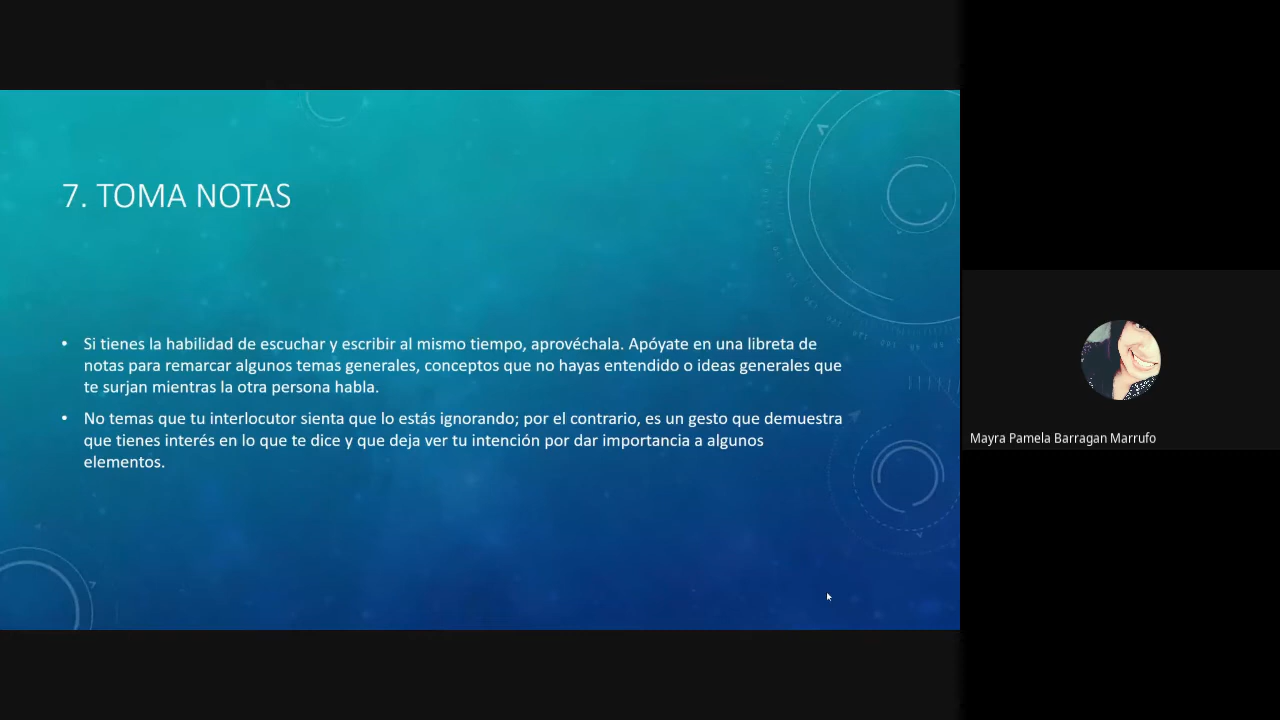 7. TOMA NOTAS
• Si tienes la habilidad de escuchar y escribir al mismo tiempo, aprovéchala. Apóyate en una libreta de
notas para remarcar algunos temas generales, conceptos que no hayas entendido o ideas generales que
te surjan mientras la otra persona habla.
• No temas que tu interlocutor sienta que lo estás ignorando; por el contrario, es un gesto que demuestra
que tienes interés en lo que te dice y que deja ver tu intención por dar importancia a algunos
elementos.
Mayra Pamela Barragan Marrufo